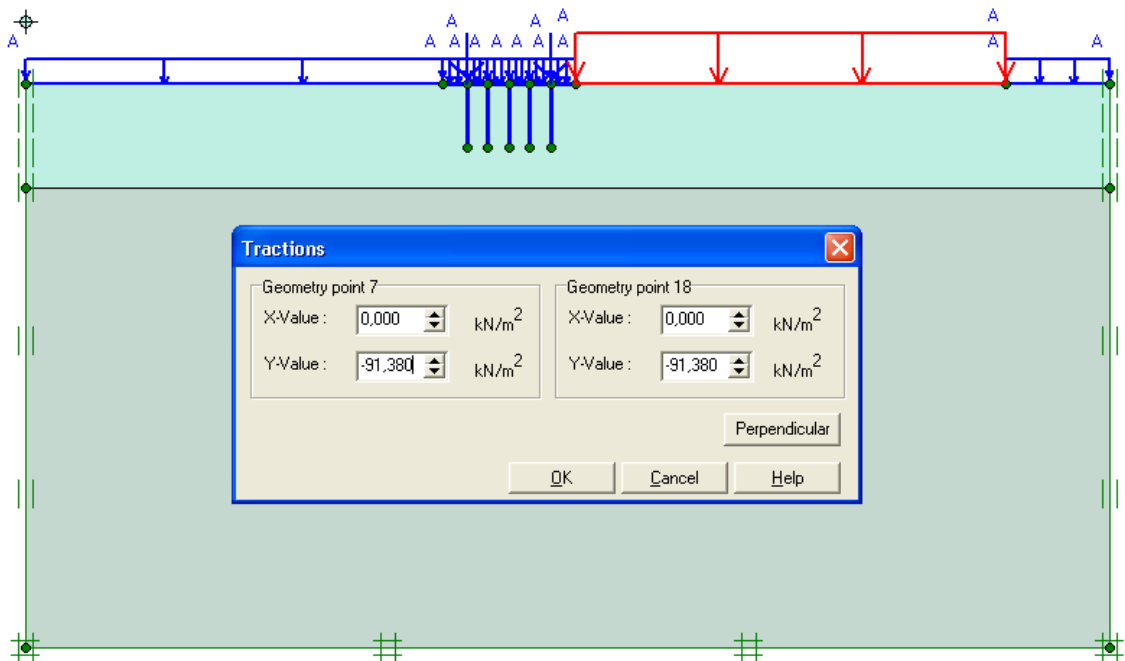 A A A
A A A A A A A A A A
Tractions
Geometry point 7 Geometry point 18
X-Value : 0,000 kN/m² X-Value : 0,000 kN/m²
Y-Value : -91,380 kN/m² Y-Value : -91,380 kN/m²
Perpendicular
OK Cancel Help